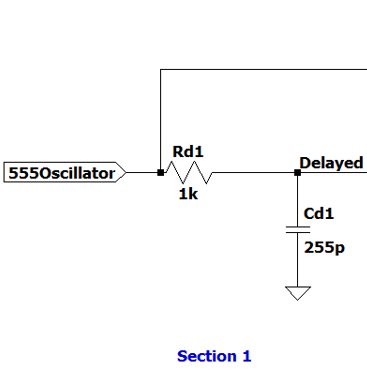 Rd1
555Oscillator
1k
Delayed
Cd1
255p
Section 1